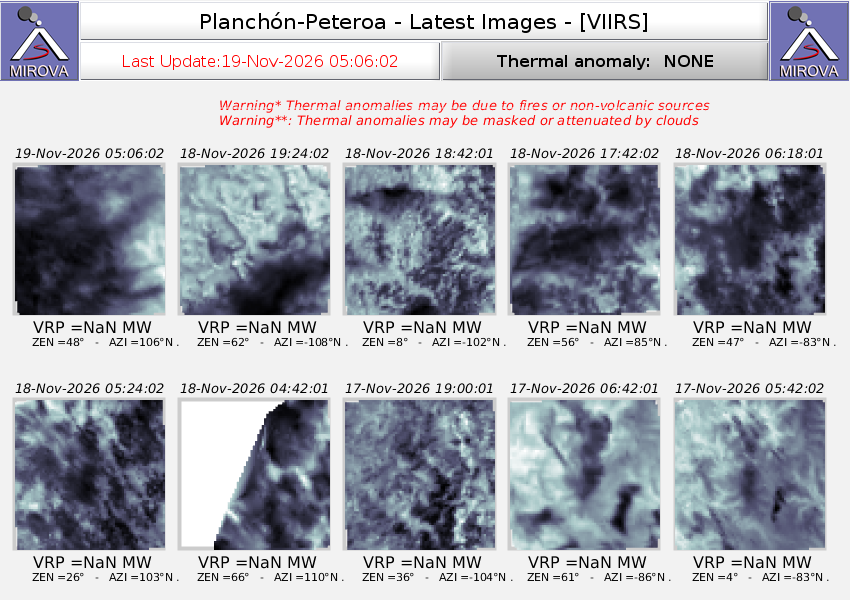 Planchón-Peteroa - Latest Images - [VIIRS]
MIROVA
MIROVA
Last Update:19-Nov-2026 05:06:02
Thermal anomaly: NONE
Warning* Thermal anomalies may be due to fires or non-volcanic sources
Warning**: Thermal anomalies may be masked or attenuated by clouds
19-Nov-2026 05:06:02 18-Nov-2026 19:24:02 18-Nov-2026 18:42:01 18-Nov-2026 17:42:02 18-Nov-2026 06:18:01
VRP =NaN MW VRP =NaN MW VRP =NaN MW VRP =NaN MW VRP =NaN MW
ZEN =48° - AZI =106°N . ZEN =62° - AZI =-108°N . ZEN =8° - AZI =-102°N . ZEN =56° - AZI =85°N . ZEN =47° - AZI =-83°N .
18-Nov-2026 05:24:02 18-Nov-2026 04:42:01 17-Nov-2026 19:00:01 17-Nov-2026 06:42:01 17-Nov-2026 05:42:02
VRP =NaN MW VRP =NaN MW VRP =NaN MW VRP =NaN MW VRP =NaN MW
ZEN =26° - AZI =103°N . ZEN =66° - AZI =110°N . ZEN =36° - AZI =-104°N . ZEN =61° - AZI =-86°N . ZEN =4° - AZI =-83°N .